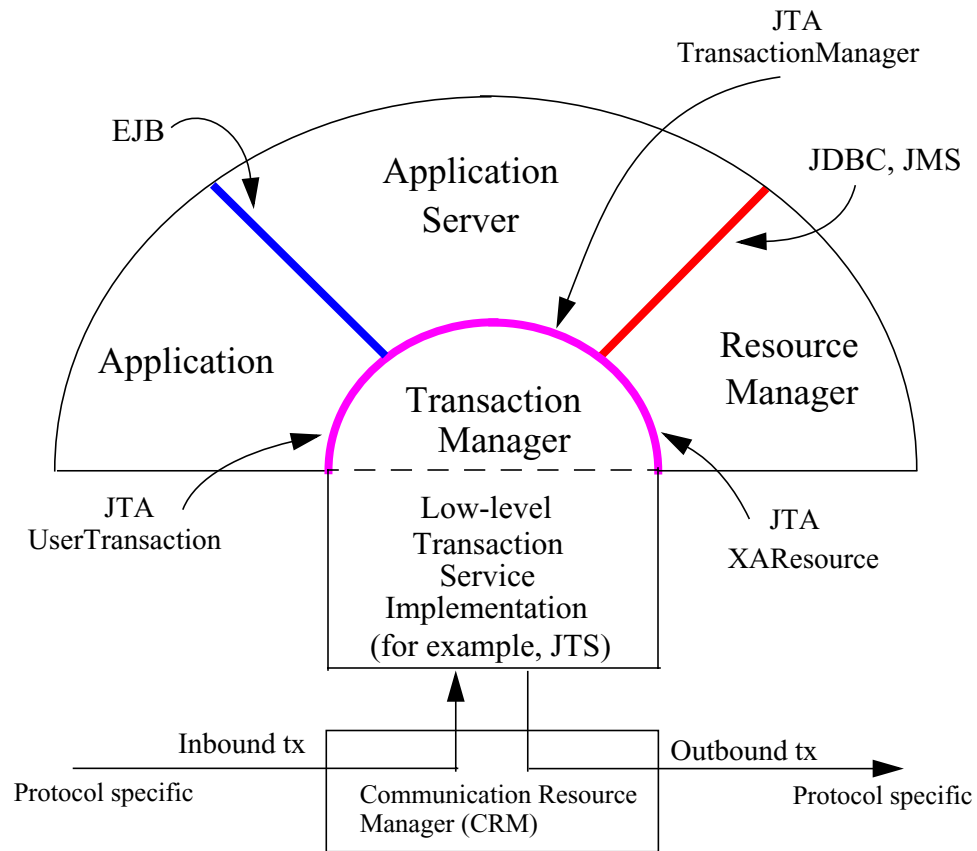 JTA
TransactionManager
EJB
Application
Server
JDBC, JMS
Application
Resource
Manager
Transaction
Manager
JTA
UserTransaction
Low-level
Transaction
Service
Implementation
(for example, JTS)
JTA
XAResource
Inbound tx
Outbound tx
Protocol specific
Communication Resource
Manager (CRM)
Protocol specific